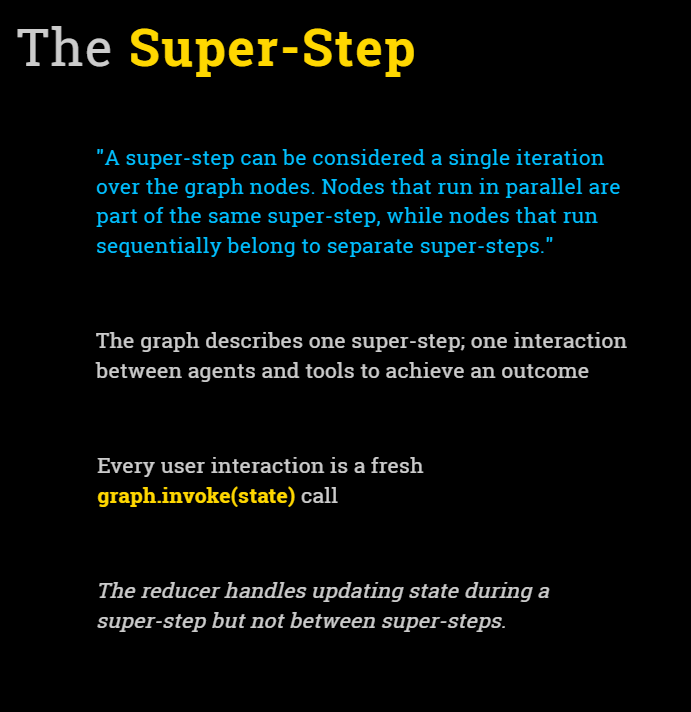 The Super-Step
"A super-step can be considered a single iteration
over the graph nodes. Nodes that run in parallel are
part of the same super-step, while nodes that run
sequentially belong to separate super-steps."
The graph describes one super-step; one interaction
between agents and tools to achieve an outcome
Every user interaction is a fresh
graph.invoke(state) call
The reducer handles updating state during a
super-step but not between super-steps.